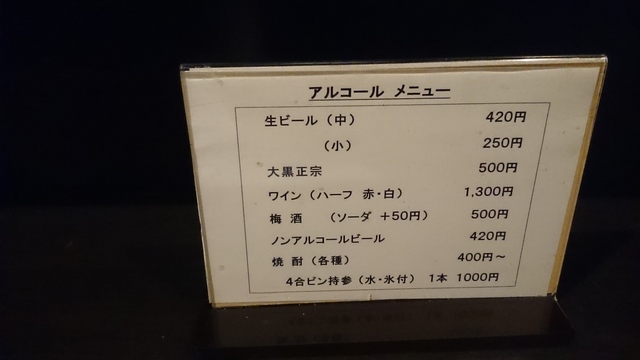 アルコール メニュー
生ビール（中） 420円
（小） 250円
大黒正宗 500円
ワイン（ハーフ 赤・白） 1,300円
梅 酒 （ソーダ ＋50円） 500円
ノンアルコールビール 420円
焼 酎（各種） 400円～
4合ビン持参（水・氷付） 1本 1000円